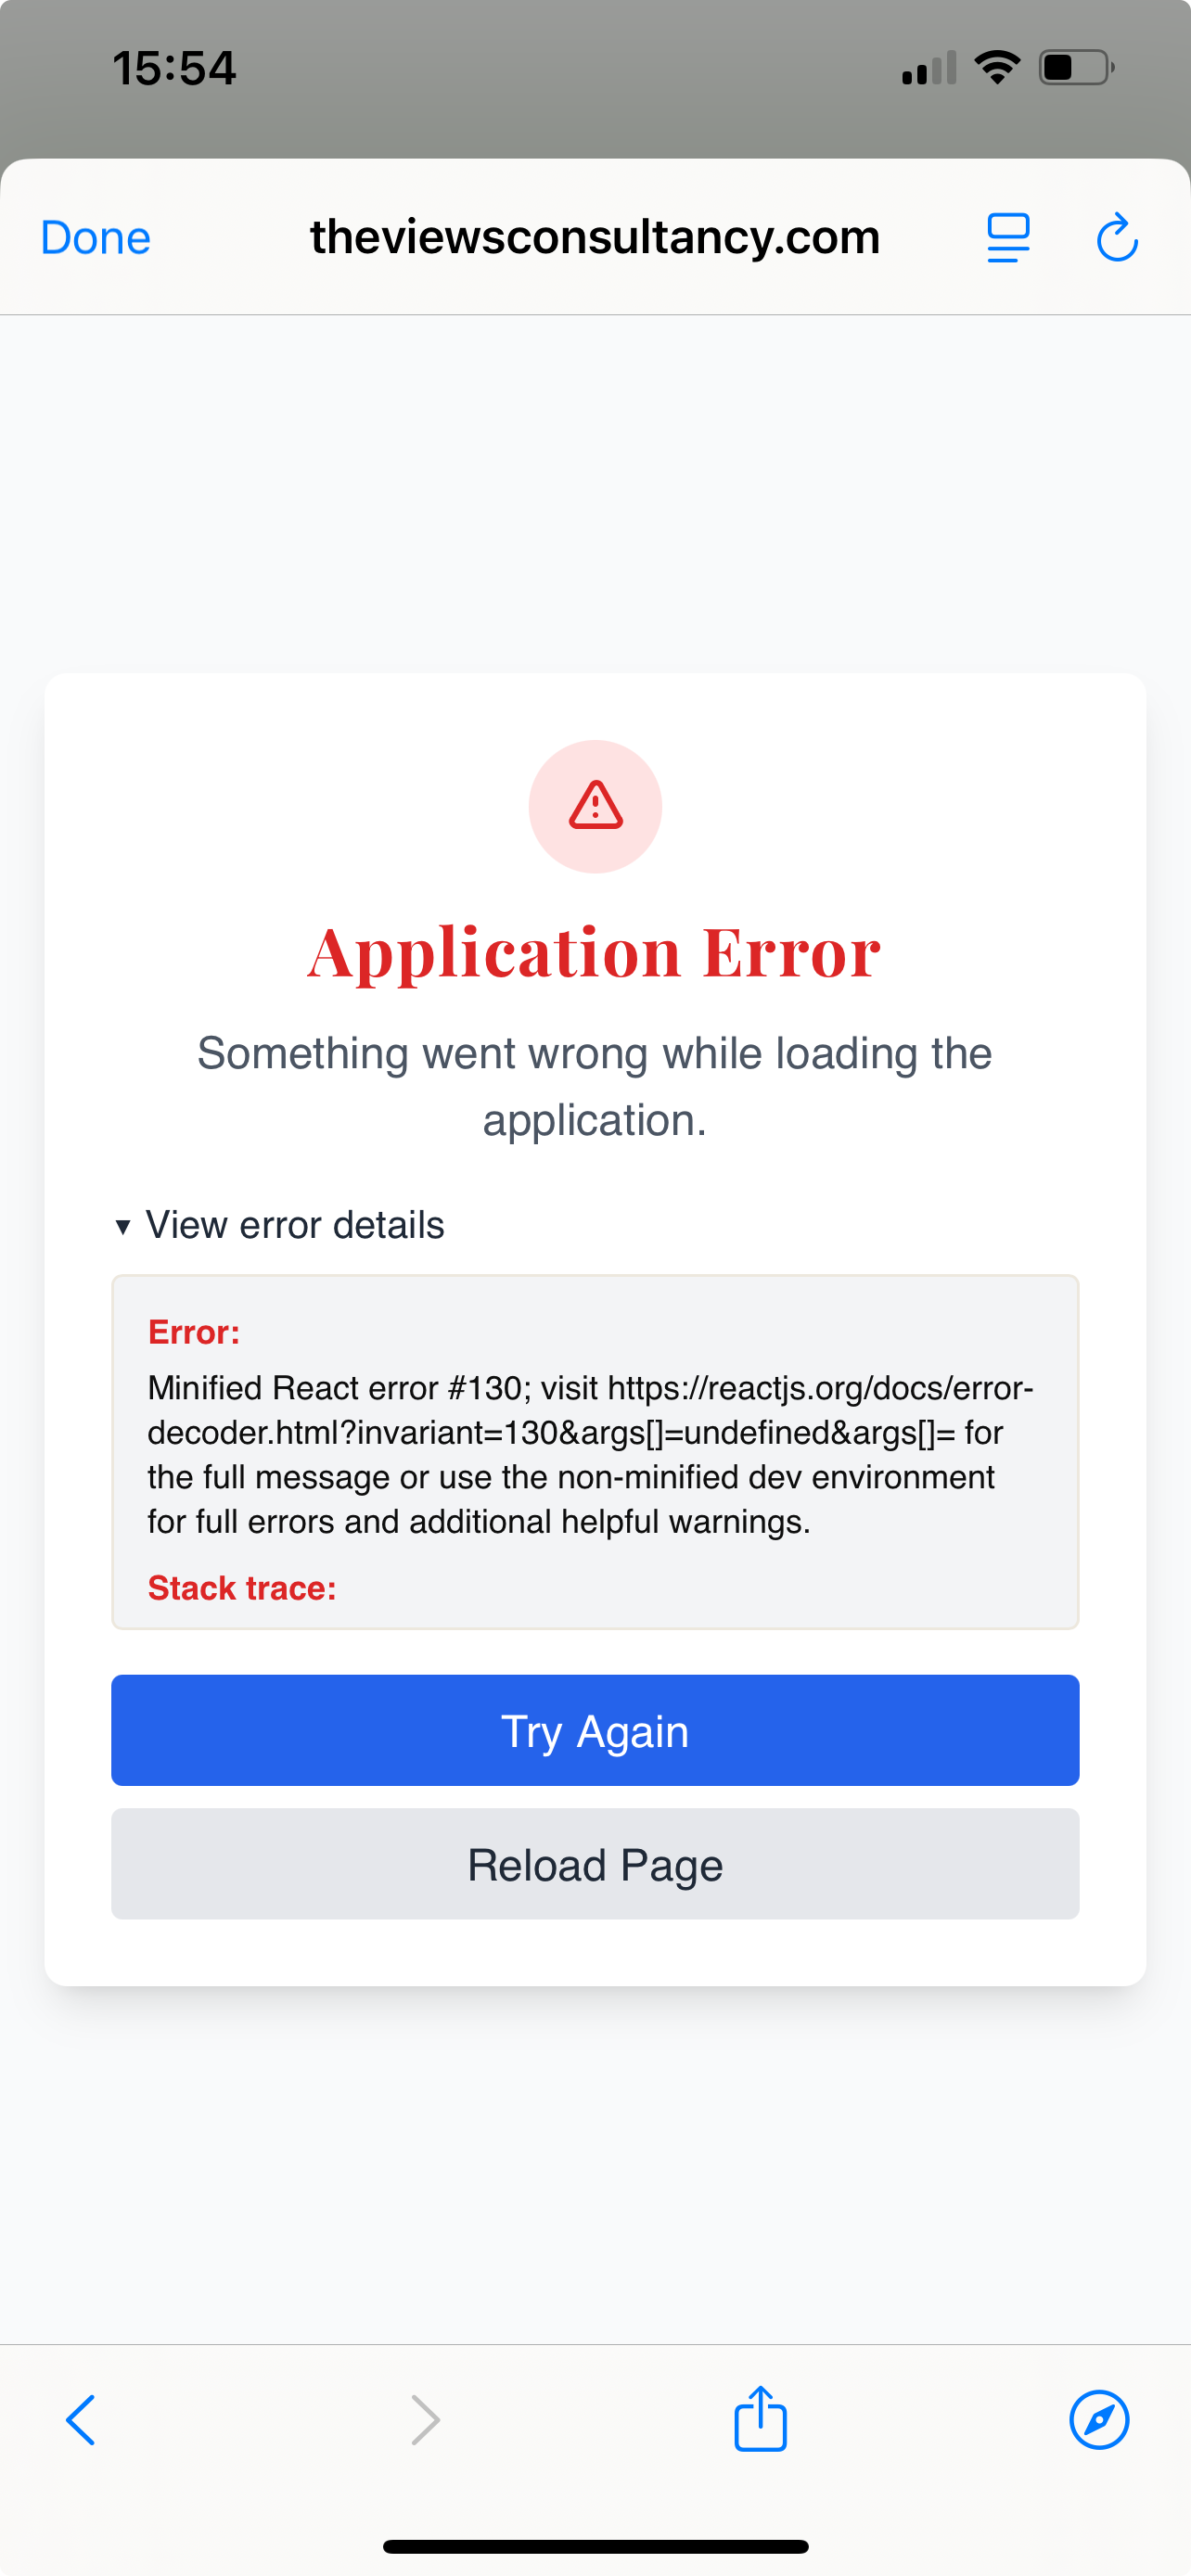 15:54
Done
theviewsconsultancy.com
Application Error
Something went wrong while loading the
application.
▼ View error details
Error:
Minified React error #130; visit https://reactjs.org/docs/error-
decoder.html?invariant=130&args[]=undefined&args[]= for
the full message or use the non-minified dev environment
for full errors and additional helpful warnings.
Stack trace:
Try Again
Reload Page